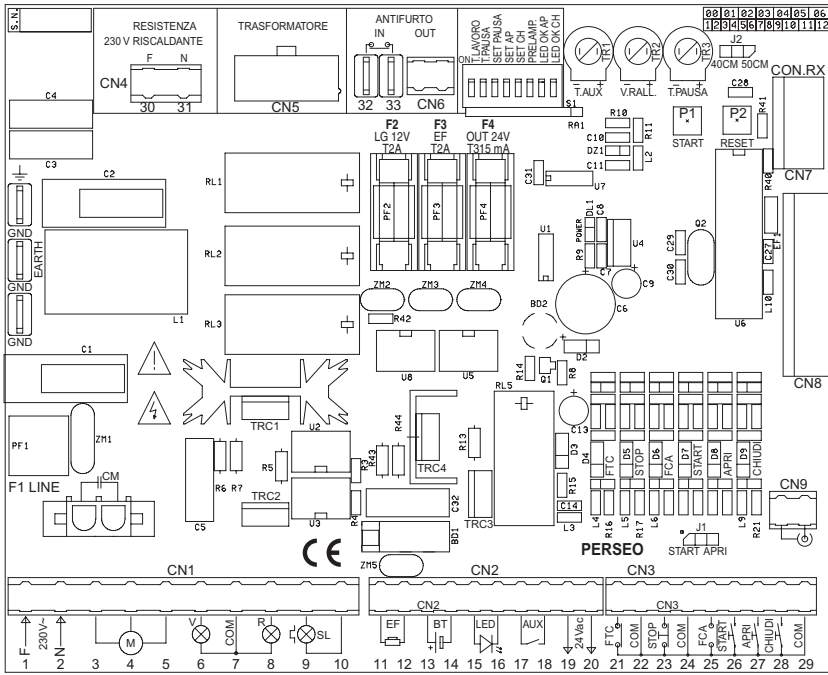 S.N.
RESISTENZA
230 V RISCALDANTE
F N
CN4
30 31
TRASFORMATORE
CN5
ANTIFURTO
IN OUT
32 33 CN6
ON
T.LAVORO
T.PAUSA
SET PAUSA
SET AP
SET CH
PRELAMP.
LED OK AP
LED OK CH
S1
RA1
TR1 TR2 TR3
T.AUX V.RALL. T.PAUSA
- + - + - +
00 01 02 03 04 05 06
1 2 3 4 5 6 7 8 9 10 11 12
J2
40CM 50CM
C28
CON.RX
R41
P1 P2
START RESET
CN7
C4
C3
F2 F3 F4
LG 12V EF OUT 24V
T2A T2A T315 mA
PF2 PF3 PF4
R10
C10
DZ1
C11
R11
L2
C31
U7
R40
C2
RL1
RL2
RL3
GND
EARTH
GND
GND
L1
U1
POWER
DL1
C8
R9
U4
C7
C9
C6
C29
C30
Q2
EF1
C27
L10
U6
ZM2 ZM3 ZM4
R42
BD2
D2
U8 U5
R14
Q1
R8
CN8
C1
PF1
ZM1
F1 LINE
CM
TRC1
TRC2
U2
U3
R6 R7
C5
R5
R3
R4
R43
R44
TRC4
R13
TRC3
RL5
C13
D3
R15
C14
L3
C32
BD1
ZM5
CE
D4 FTC D5 STOP D6 FCA D7 START D8 APRI D9 CHIUDI
L4 R16 L5 R17 L6 L9 R21
CN9
PERSEO
J1
START APRI
CN1 CN2 CN3
CN2 CN3
F 230V~ N
M
V COM R SL
EF BT LED AUX 24Vac
+
FTC COM STOP COM FCA START APRI CHIUDI COM
1 2 3 4 5 6 7 8 9 10 11 12 13 14 15 16 17 18 19 20 21 22 23 24 25 26 27 28 29